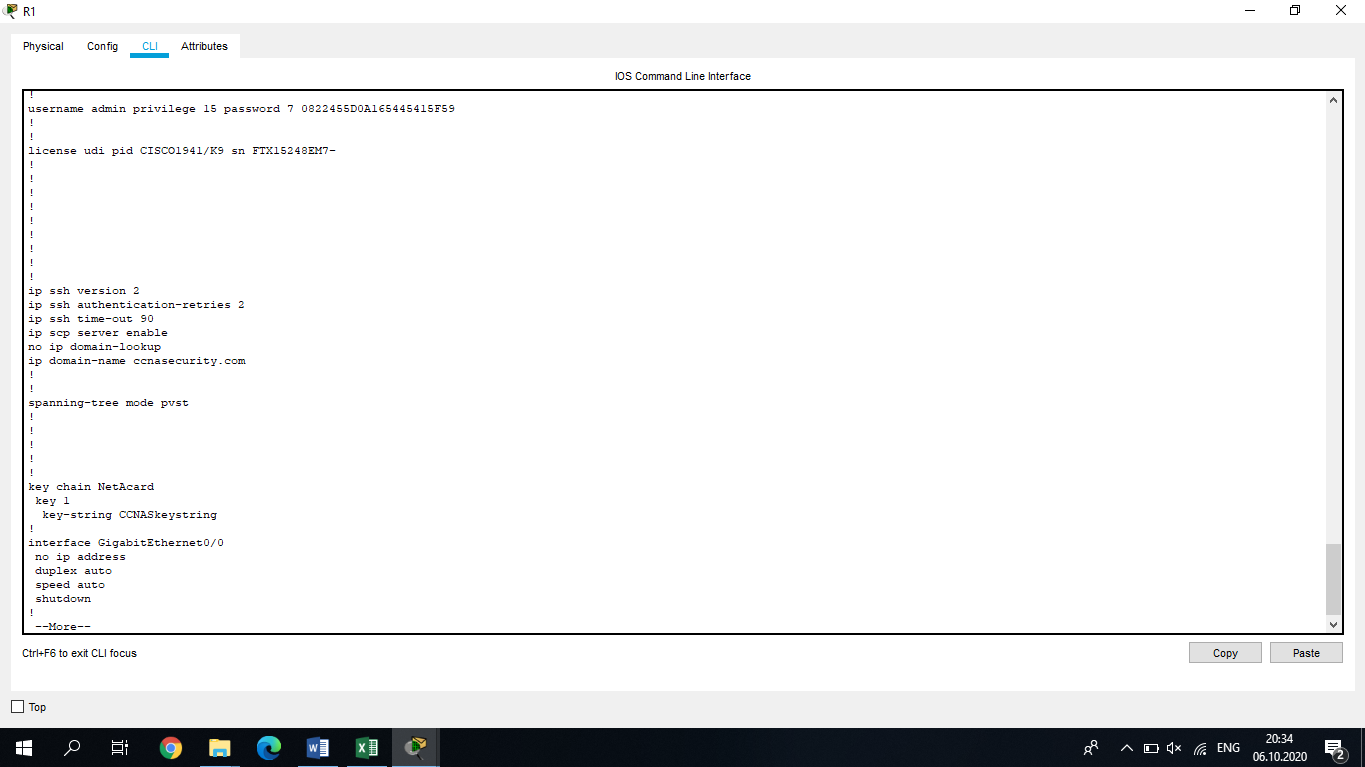 R1
Physical Config CLI Attributes
IOS Command Line Interface
!
username admin privilege 15 password 7 0822455D0A165445415F59
!
!
license udi pid CISCO1941/K9 sn FTX15248EM7-
!
!
!
!
!
!
!
!
!
ip ssh version 2
ip ssh authentication-retries 2
ip ssh time-out 90
ip scp server enable
no ip domain-lookup
ip domain-name ccnasecurity.com
!
!
spanning-tree mode pvst
!
!
!
!
!
key chain NetAcard
key 1
key-string CCNASkeystring
!
interface GigabitEthernet0/0
no ip address
duplex auto
speed auto
shutdown
!
--More--
Ctrl+F6 to exit CLI focus
Copy Paste
Top
ENG
20:34
06.10.2020
2